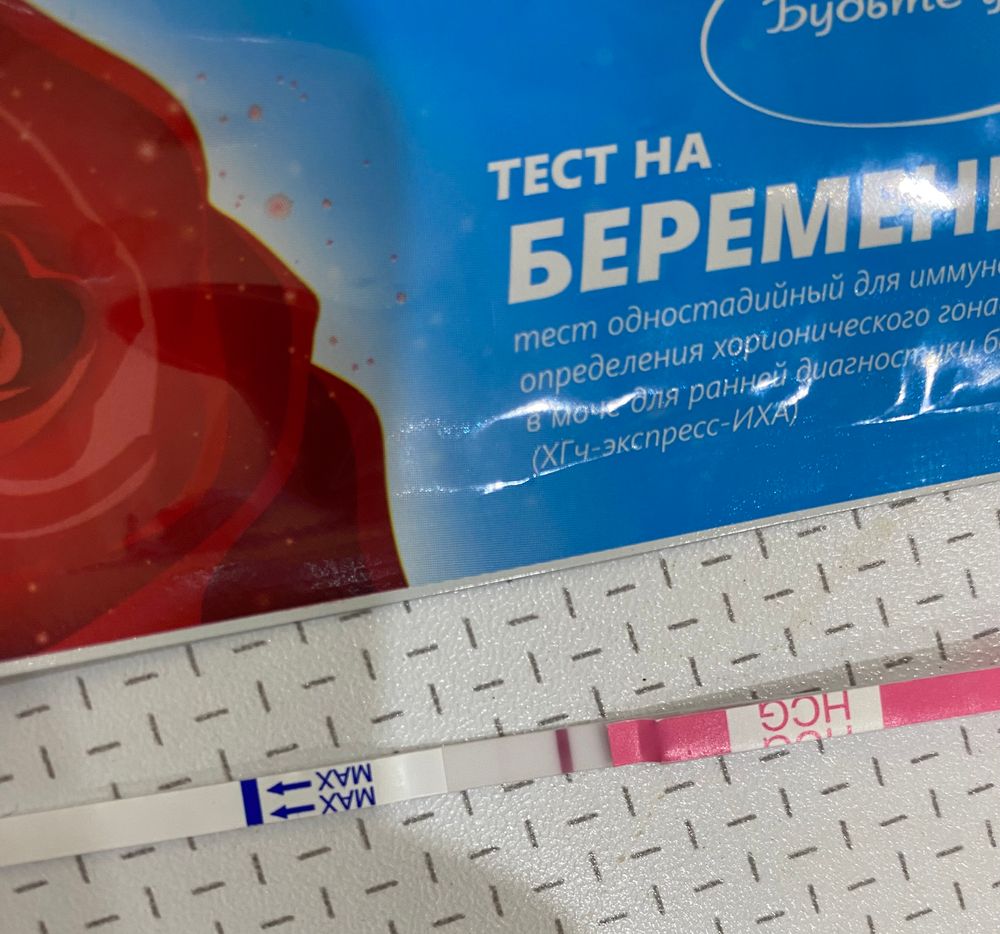 Будьте
ТЕСТ НА
БЕРЕМЕН
тест одностадийный для иммуно
определения хорионического гона
в моче для ранней диагностики б
(ХГч-экспресс-ИХА)
HCG
HCG
MAX
MAX